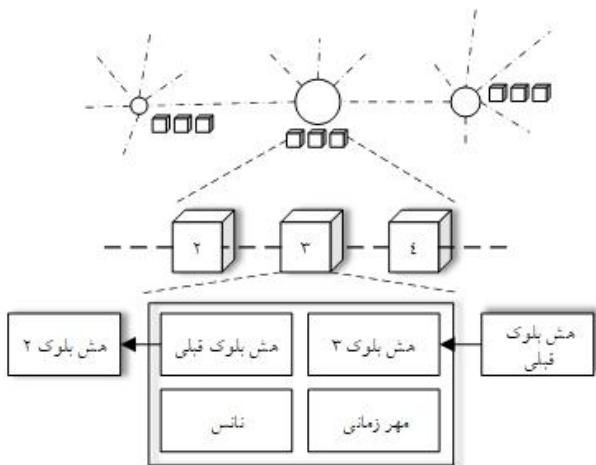 ۲
۳
٤
هش بلوک ۲
هش بلوک قبلی
هش بلوک ۳
هش بلوک
قبلی
نانس
مهر زمانی